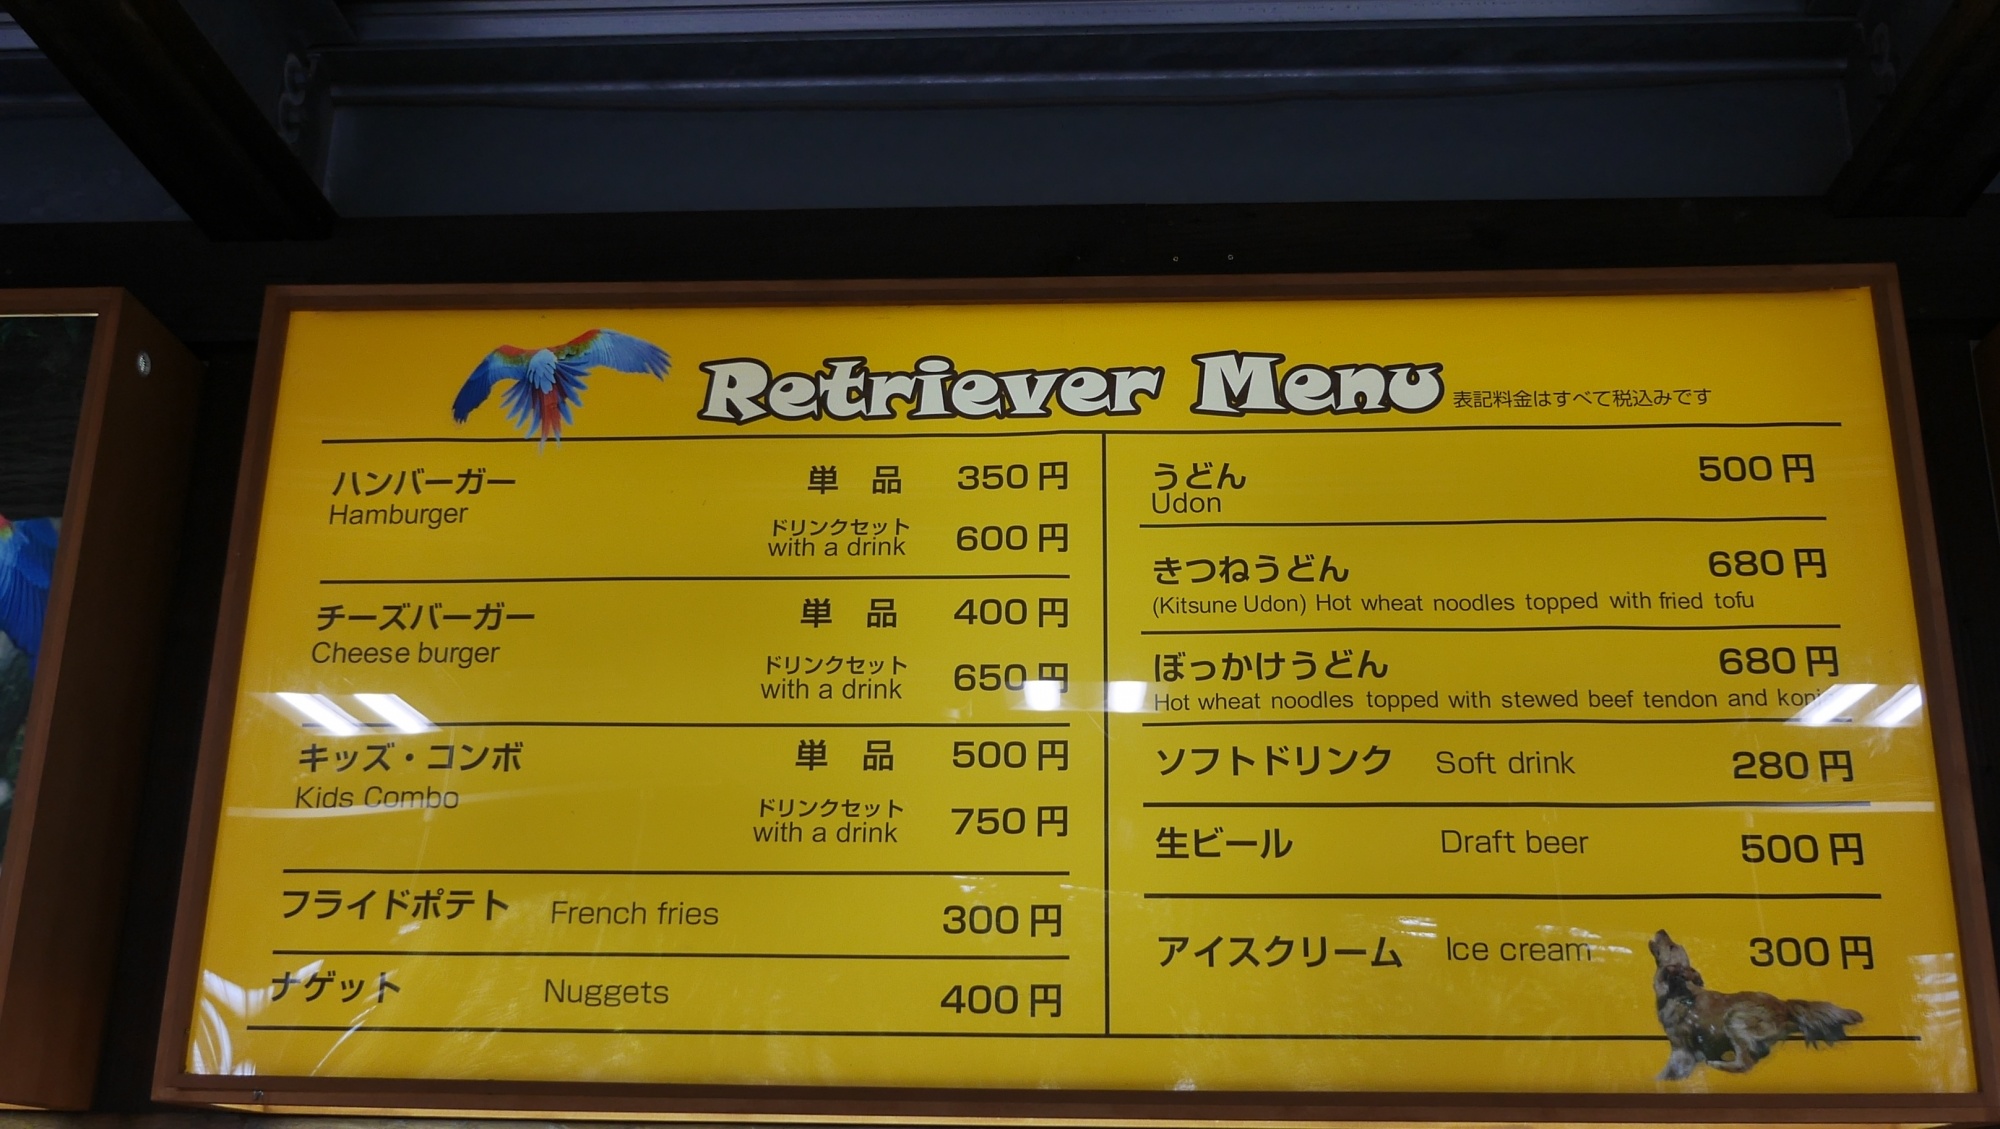 Retriever Menu 表記料金はすべて税込みです
ハンバーガー 単 品 350円
Hamburger
ドリンクセット
with a drink 600円
チーズバーガー 単 品 400円
Cheese burger
ドリンクセット
with a drink 650円
キッズ・コンボ 単 品 500円
Kids Combo
ドリンクセット
with a drink 750円
フライドポテト French fries 300円
ナゲット Nuggets 400円
うどん 500円
Udon
きつねうどん 680円
(Kitsune Udon) Hot wheat noodles topped with fried tofu
ぼっかけうどん 680円
Hot wheat noodles topped with stewed beef tendon and
ソフトドリンク Soft drink 280円
生ビール Draft beer 500円
アイスクリーム Ice cream 300円